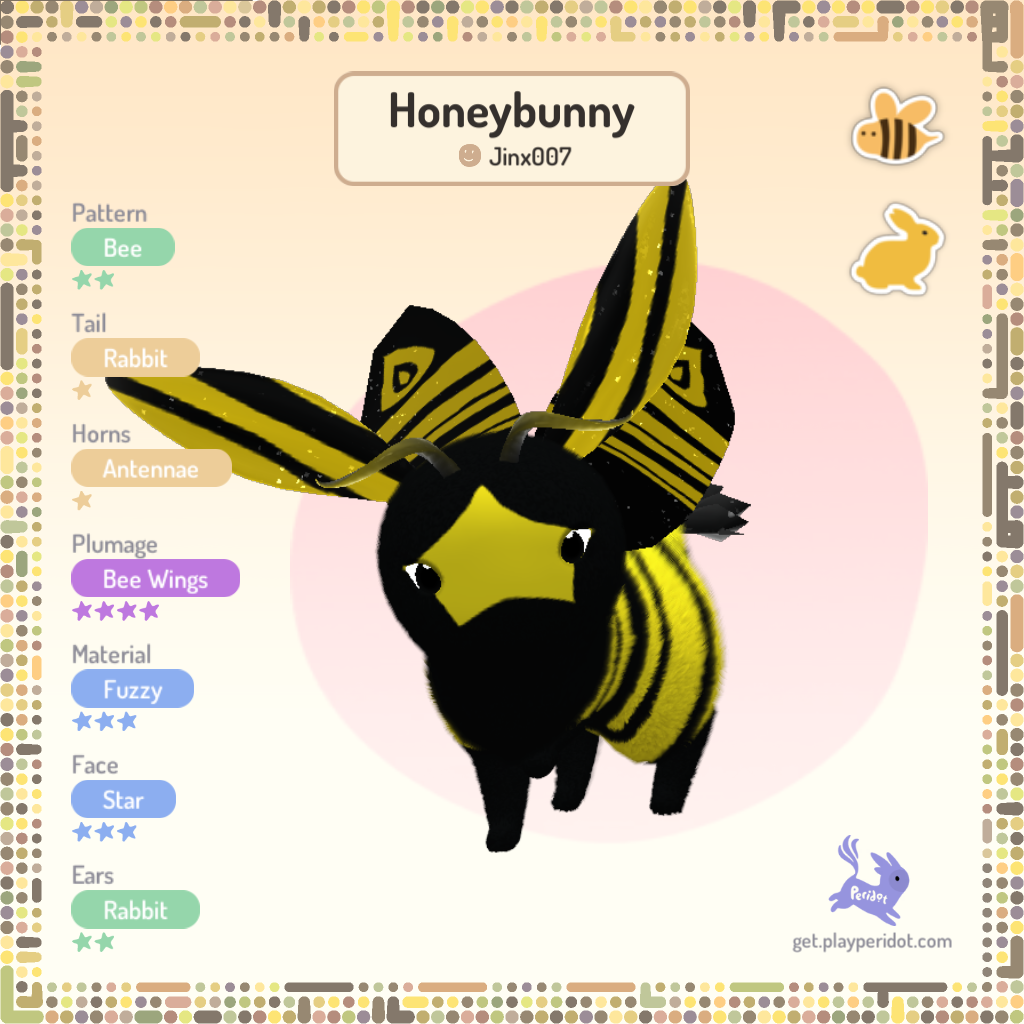 Honeybunny
Jinx007
Pattern
Bee
Tail
Rabbit
Horns
Antennae
Plumage
Bee Wings
Material
Fuzzy
Face
Star
Ears
Rabbit
Peridot
get.playperidot.com